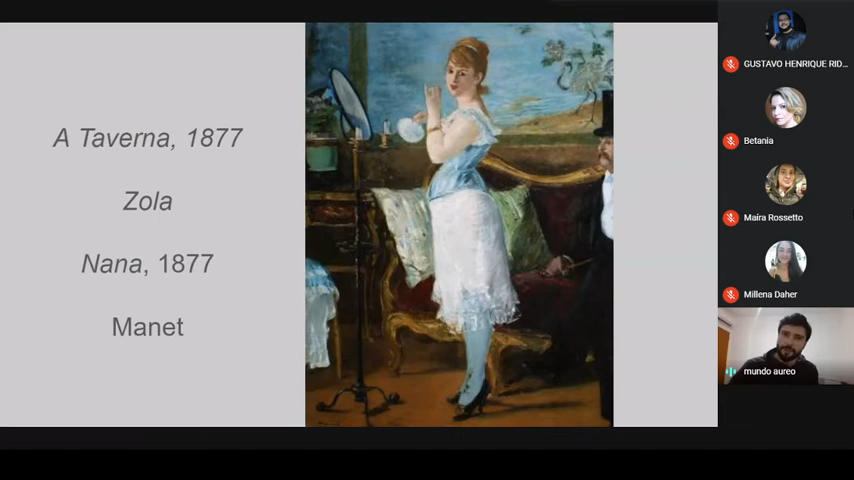 A Taverna, 1877
Zola
Nana, 1877
Manet
GUSTAVO HENRIQUE RID...
Betania
Maíra Rossetto
Millena Daher
mundo aureo